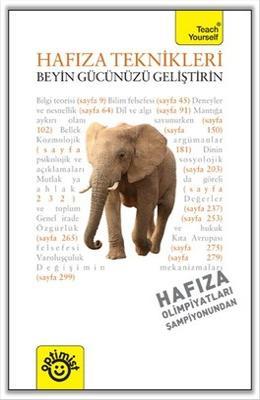 Teach Yourself
HAFIZA TEKNİKLERİ
BEYİN GÜCÜNÜZÜ GELİŞTİRİN
Bilgi teorisi (sayfa 9) Bilim felsefesi (sayfa 45) Deneyler
ve nesnellik (sayfa 64) Dil ve algı (sayfa 91) Mantığa
aykırı olanı savunurken (sayfa
102) Bellek (sayfa 150)
Kozmolojik argümanlar
(sayfa 181) Dinin
psikolojik ve sosyolojik
açıklamaları (sayfa 203)
Mutlak ya da göreli
ahlak (sayfa
232) Değerler
ve toplum (sayfa 237)
Genel irade (sayfa 253)
Özgürlük ve hukuk
(sayfa 265) Kıta Avrupası
felsefesi (sayfa 275)
Varoluşçuluk (sayfa 279)
Değişimin mekanizmaları
(sayfa 299)
HAFIZA
OLİMPİYATLARI
ŞAMPİYONUNDAN
optimist